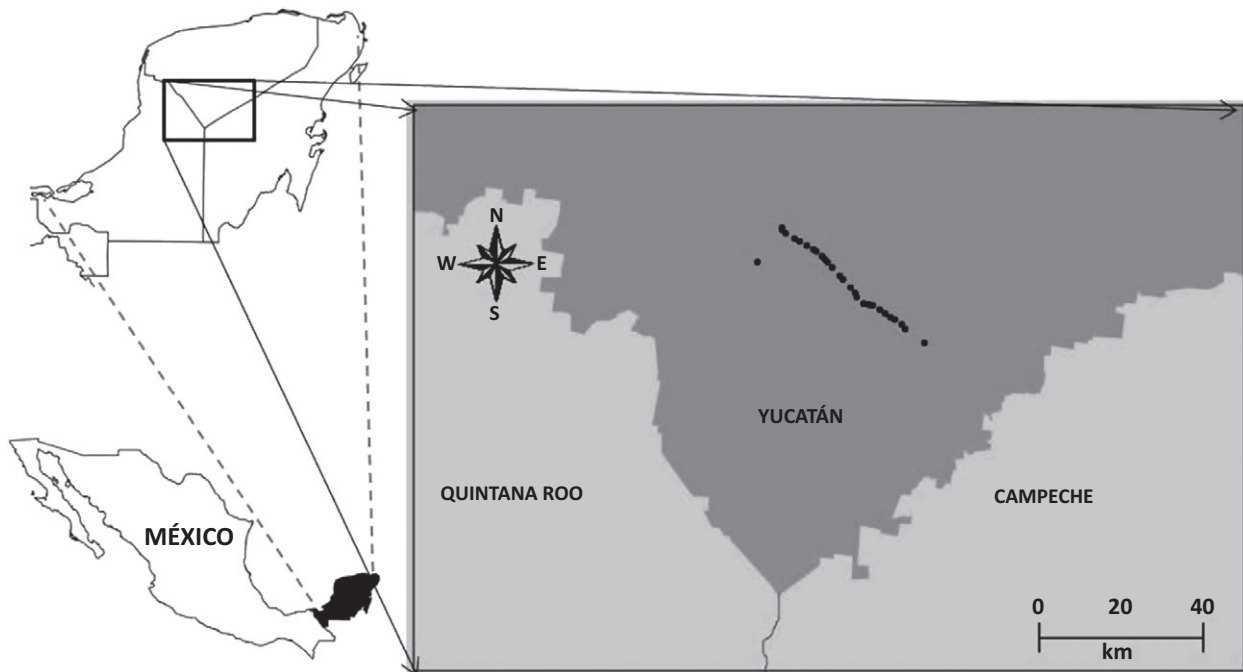 N
W E
S
YUCATÁN
QUINTANA ROO
CAMPECHE
MÉXICO
0 20 40
km